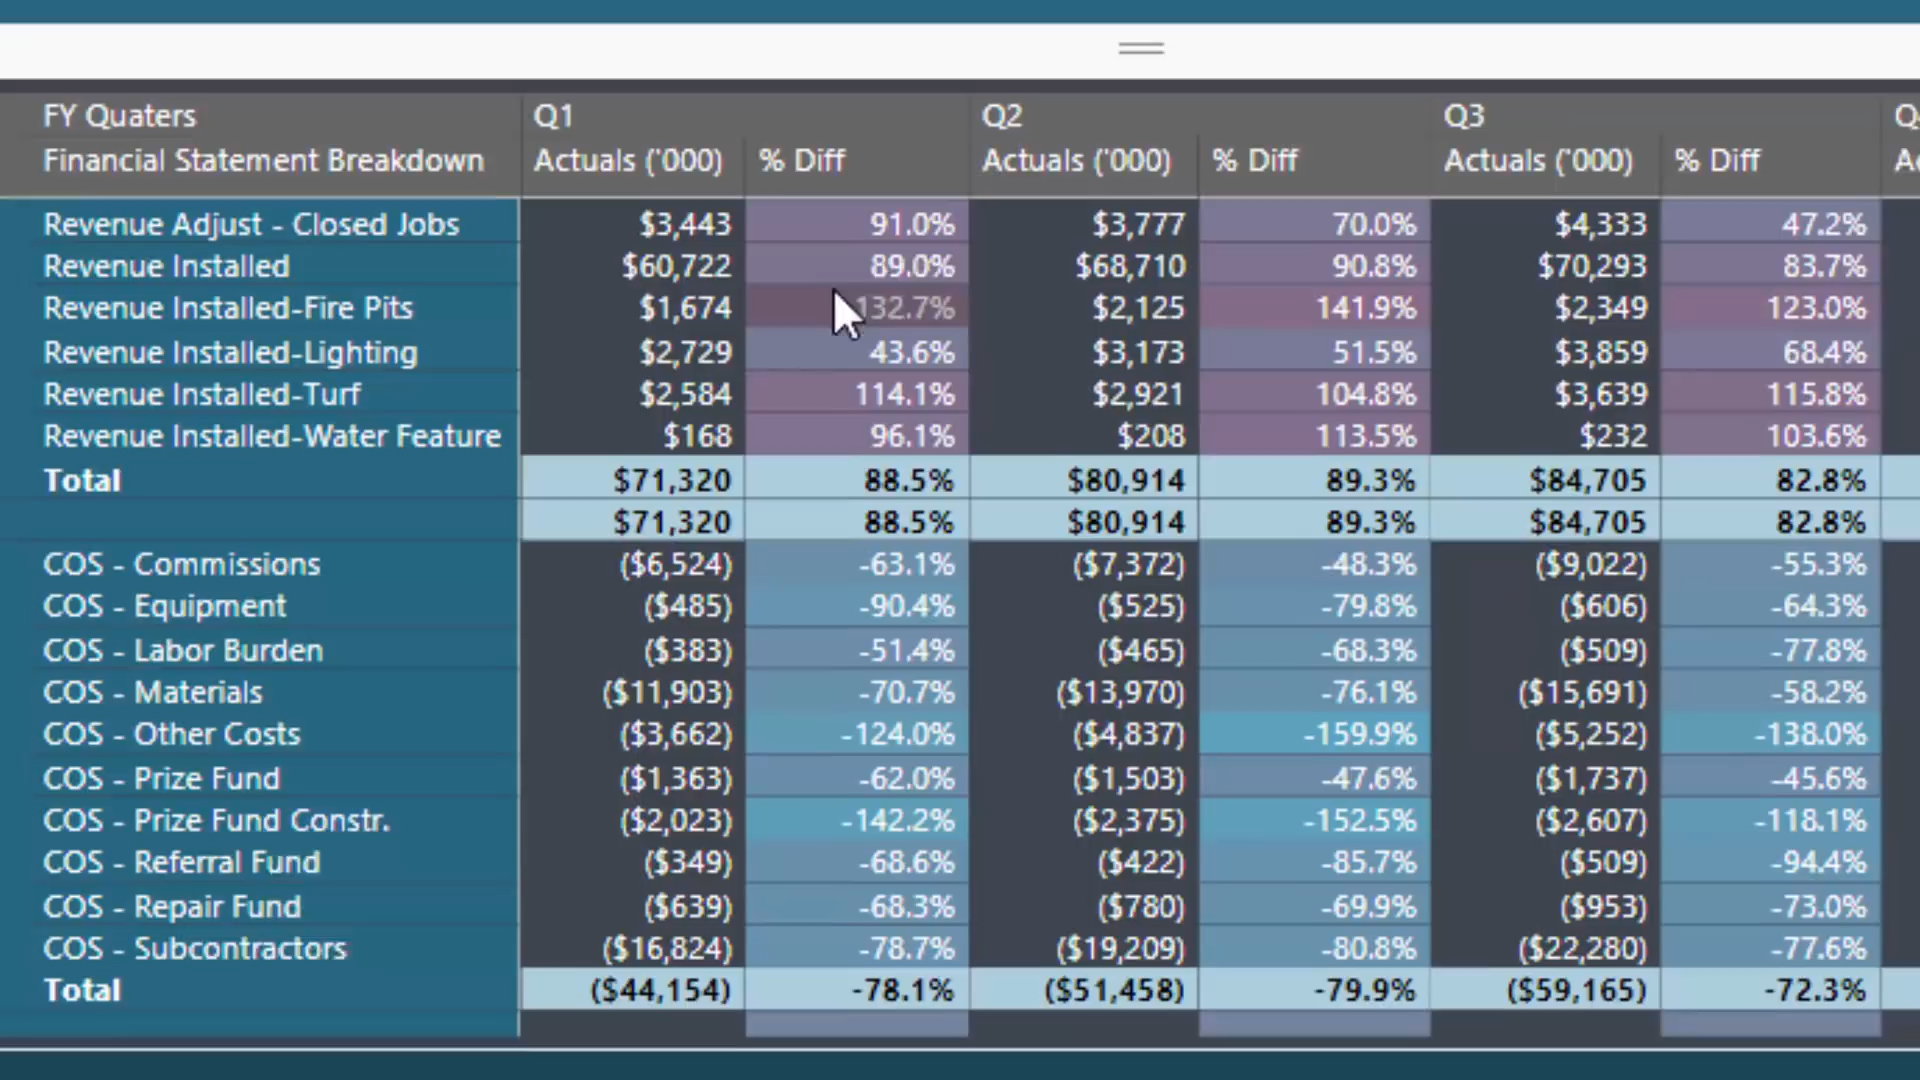 FY Quaters Q1 Q2 Q3
Financial Statement Breakdown Actuals ('000) % Diff Actuals ('000) % Diff Actuals ('000) % Diff
Revenue Adjust - Closed Jobs $3,443 91.0% $3,777 70.0% $4,333 47.2%
Revenue Installed $60,722 89.0% $68,710 90.8% $70,293 83.7%
Revenue Installed-Fire Pits $1,674 132.7% $2,125 141.9% $2,349 123.0%
Revenue Installed-Lighting $2,729 43.6% $3,173 51.5% $3,859 68.4%
Revenue Installed-Turf $2,584 114.1% $2,921 104.8% $3,639 115.8%
Revenue Installed-Water Feature $168 96.1% $208 113.5% $232 103.6%
Total $71,320 88.5% $80,914 89.3% $84,705 82.8%
$71,320 88.5% $80,914 89.3% $84,705 82.8%
COS - Commissions ($6,524) -63.1% ($7,372) -48.3% ($9,022) -55.3%
COS - Equipment ($485) -90.4% ($525) -79.8% ($606) -64.3%
COS - Labor Burden ($383) -51.4% ($465) -68.3% ($509) -77.8%
COS - Materials ($11,903) -70.7% ($13,970) -76.1% ($15,691) -58.2%
COS - Other Costs ($3,662) -124.0% ($4,837) -159.9% ($5,252) -138.0%
COS - Prize Fund ($1,363) -62.0% ($1,503) -47.6% ($1,737) -45.6%
COS - Prize Fund Constr. ($2,023) -142.2% ($2,375) -152.5% ($2,607) -118.1%
COS - Referral Fund ($349) -68.6% ($422) -85.7% ($509) -94.4%
COS - Repair Fund ($639) -68.3% ($780) -69.9% ($953) -73.0%
COS - Subcontractors ($16,824) -78.7% ($19,209) -80.8% ($22,280) -77.6%
Total ($44,154) -78.1% ($51,458) -79.9% ($59,165) -72.3%